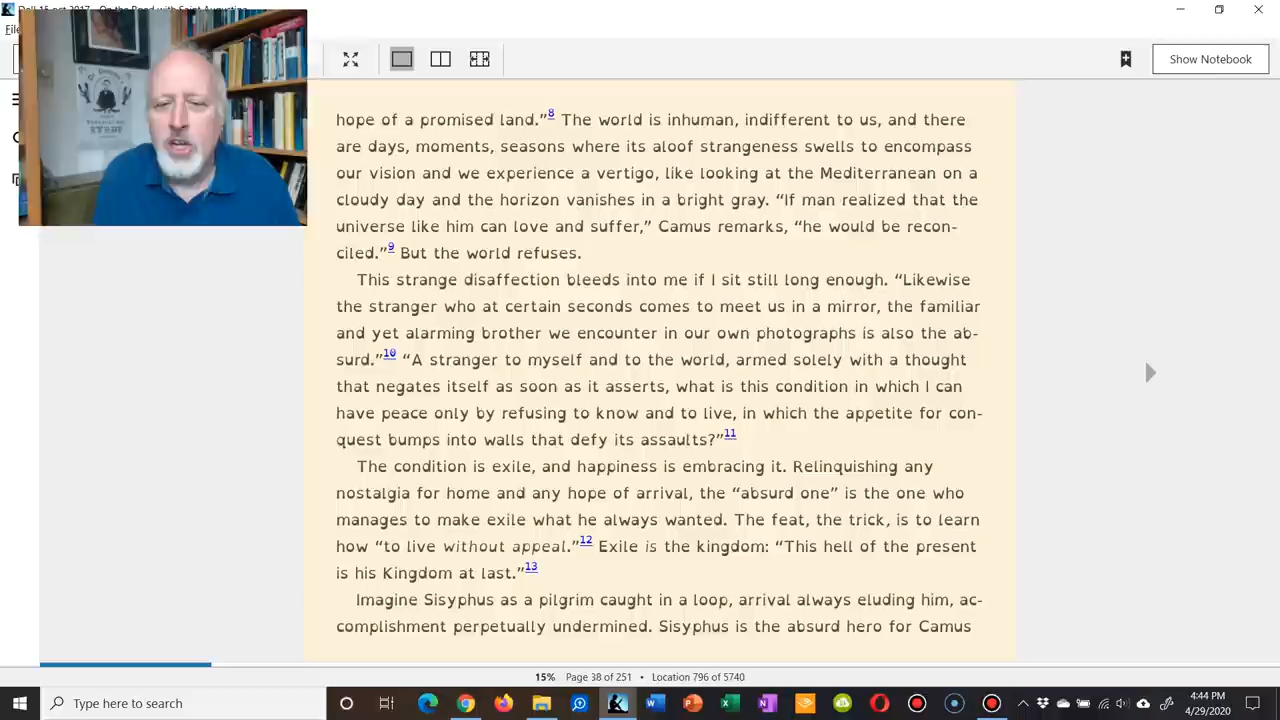 File
Show Notebook
hope of a promised land.”8 The world is inhuman, indifferent to us, and there
are days, moments, seasons where its aloof strangeness swells to encompass
our vision and we experience a vertigo, like looking at the Mediterranean on a
cloudy day and the horizon vanishes in a bright gray. “If man realized that the
universe like him can love and suffer,” Camus remarks, “he would be recon-
ciled.”9 But the world refuses.
This strange disaffection bleeds into me if I sit still long enough. “Likewise
the stranger who at certain seconds comes to meet us in a mirror, the familiar
and yet alarming brother we encounter in our own photographs is also the ab-
surd.”10 “A stranger to myself and to the world, armed solely with a thought
that negates itself as soon as it asserts, what is this condition in which I can
have peace only by refusing to know and to live, in which the appetite for con-
quest bumps into walls that defy its assaults?”11
The condition is exile, and happiness is embracing it. Relinquishing any
nostalgia for home and any hope of arrival, the “absurd one” is the one who
manages to make exile what he always wanted. The feat, the trick, is to learn
how “to live without appeal.”12 Exile is the kingdom: “This hell of the present
is his Kingdom at last.”13
Imagine Sisyphus as a pilgrim caught in a loop, arrival always eluding him, ac-
complishment perpetually undermined. Sisyphus is the absurd hero for Camus
15% Page 38 of 251 • Location 796 of 5740
Type here to search
4:44 PM
4/29/2020